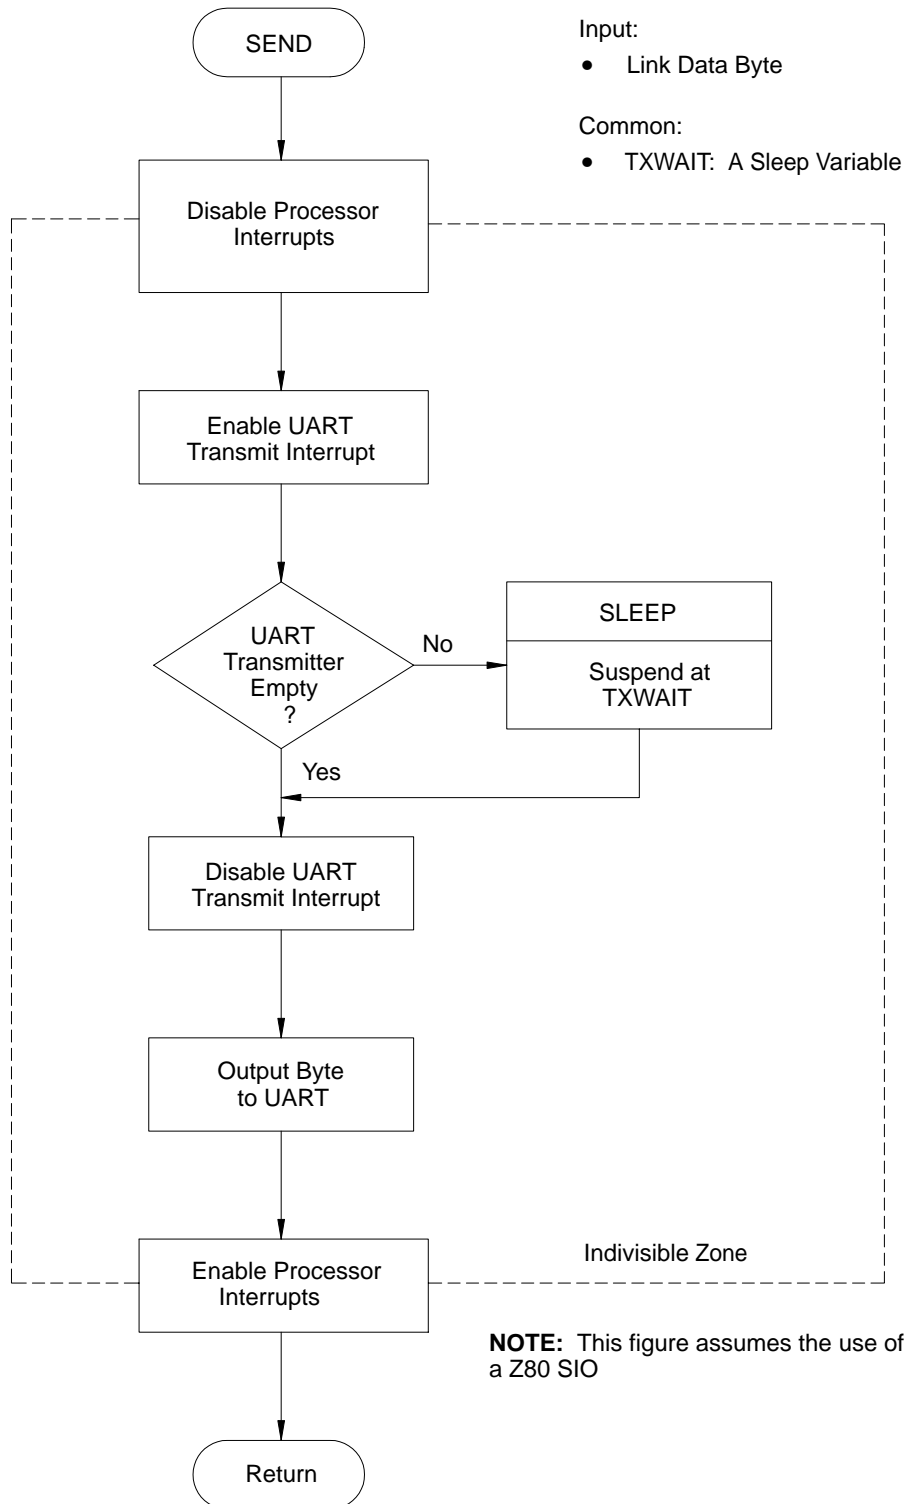 SEND
Input:
• Link Data Byte
Common:
• TXWAIT: A Sleep Variable
Disable Processor
Interrupts
Enable UART
Transmit Interrupt
UART
Transmitter
Empty
?
No
SLEEP
Suspend at
TXWAIT
Yes
Disable UART
Transmit Interrupt
Output Byte
to UART
Indivisible Zone
Enable Processor
Interrupts
NOTE: This figure assumes the use of
a Z80 SIO
Return